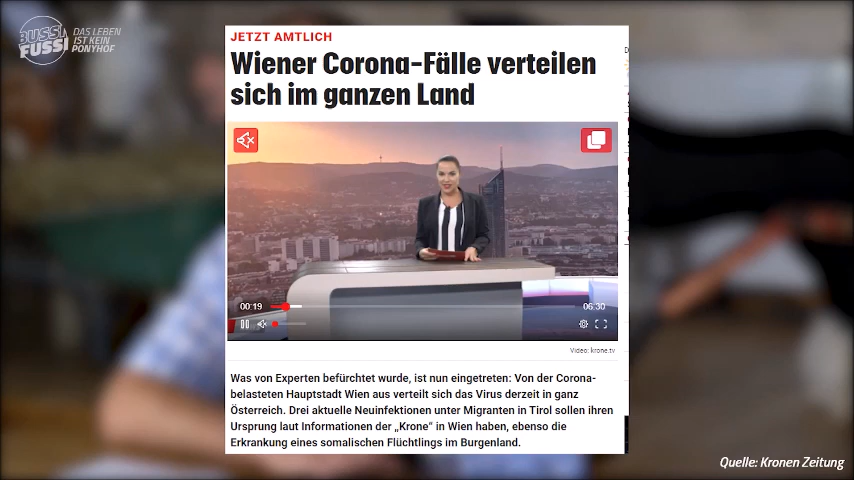 BUSSI
FUSSI
DAS LEBEN
IST KEIN
PONYHOF
JETZT AMTLICH
Wiener Corona-Fälle verteilen
sich im ganzen Land
00:19
06:30
Video: krone.tv
Was von Experten befürchtet wurde, ist nun eingetreten: Von der Corona-
belasteten Hauptstadt Wien aus verteilt sich das Virus derzeit in ganz
Österreich. Drei aktuelle Neuinfektionen unter Migranten in Tirol sollen ihren
Ursprung laut Informationen der „Krone“ in Wien haben, ebenso die
Erkrankung eines somalischen Flüchtlings im Burgenland.
Quelle: Kronen Zeitung